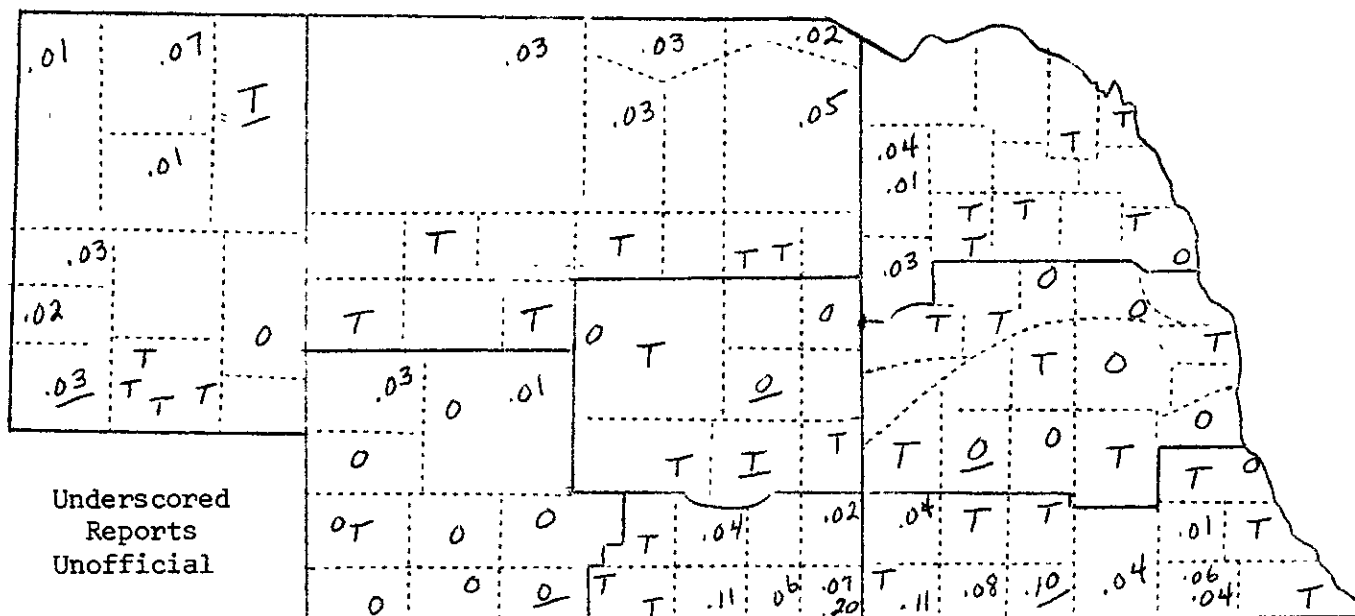 .01 .07 .03 .03 .02
T
.03 .05
.01 .04 T T
.01
T T T
.03 T T T T T .03 0
.02 T T 0 0 0 0 T T
T 0 T T 0 T
.03 T T T .03 0 .01 0 0
0 T T T T 0 0 T T 0
Underscored 0T 0 0 T .04 .02 .04 T T .01 T
Reports
Unofficial 0 0 0 T T .11 06 .07 T .11 .08 .10 .04 .06 T
.20 .04